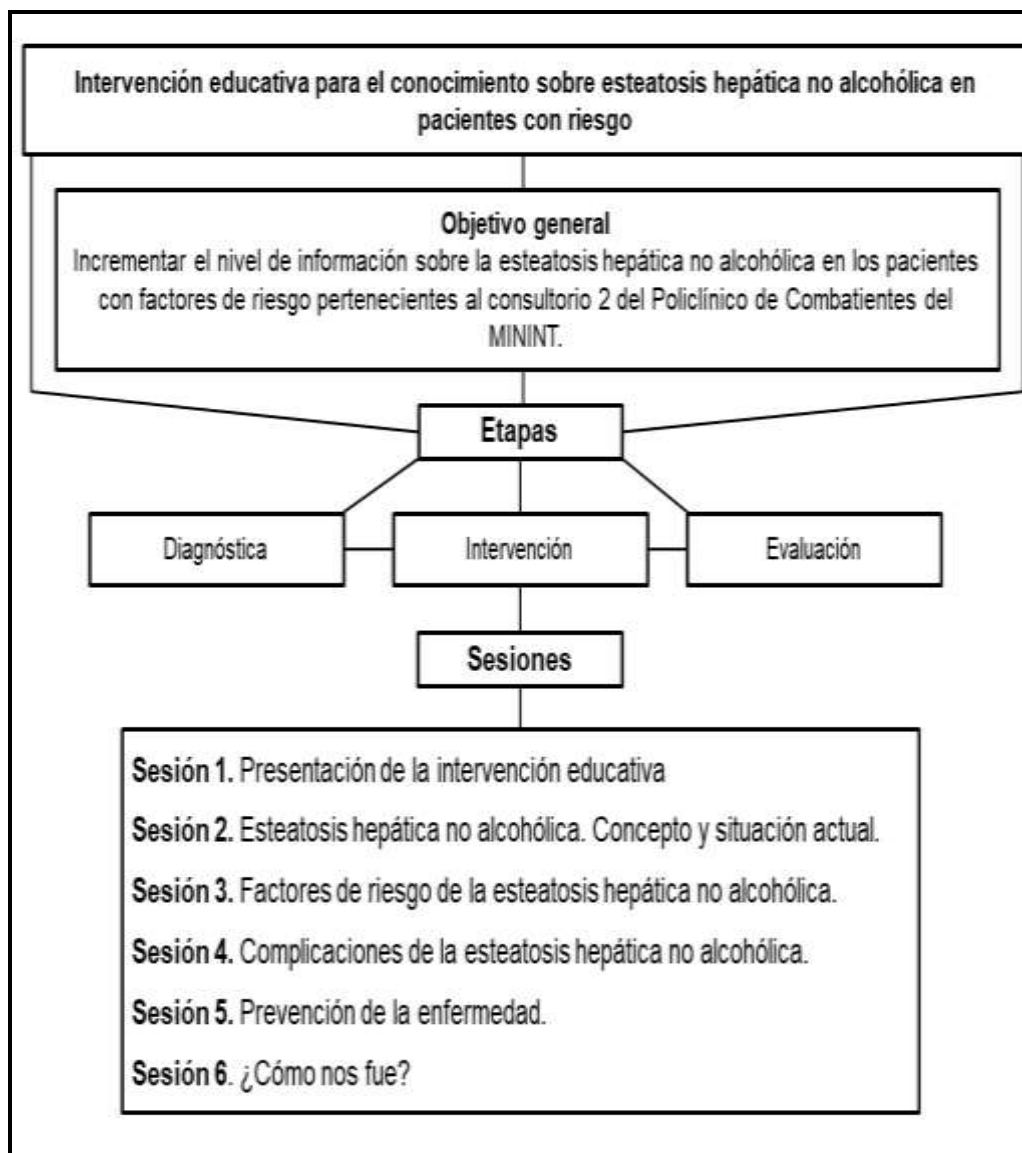 Intervención educativa para el conocimiento sobre esteatosis hepática no alcohólica en
pacientes con riesgo
Objetivo general
Incrementar el nivel de información sobre la esteatosis hepática no alcohólica en los pacientes
con factores de riesgo pertenecientes al consultorio 2 del Policlínico de Combatientes del
MININT.
Etapas
Diagnóstica
Intervención
Evaluación
Sesiones
Sesión 1. Presentación de la intervención educativa
Sesión 2. Esteatosis hepática no alcohólica. Concepto y situación actual.
Sesión 3. Factores de riesgo de la esteatosis hepática no alcohólica.
Sesión 4. Complicaciones de la esteatosis hepática no alcohólica.
Sesión 5. Prevención de la enfermedad.
Sesión 6. ¿Cómo nos fue?